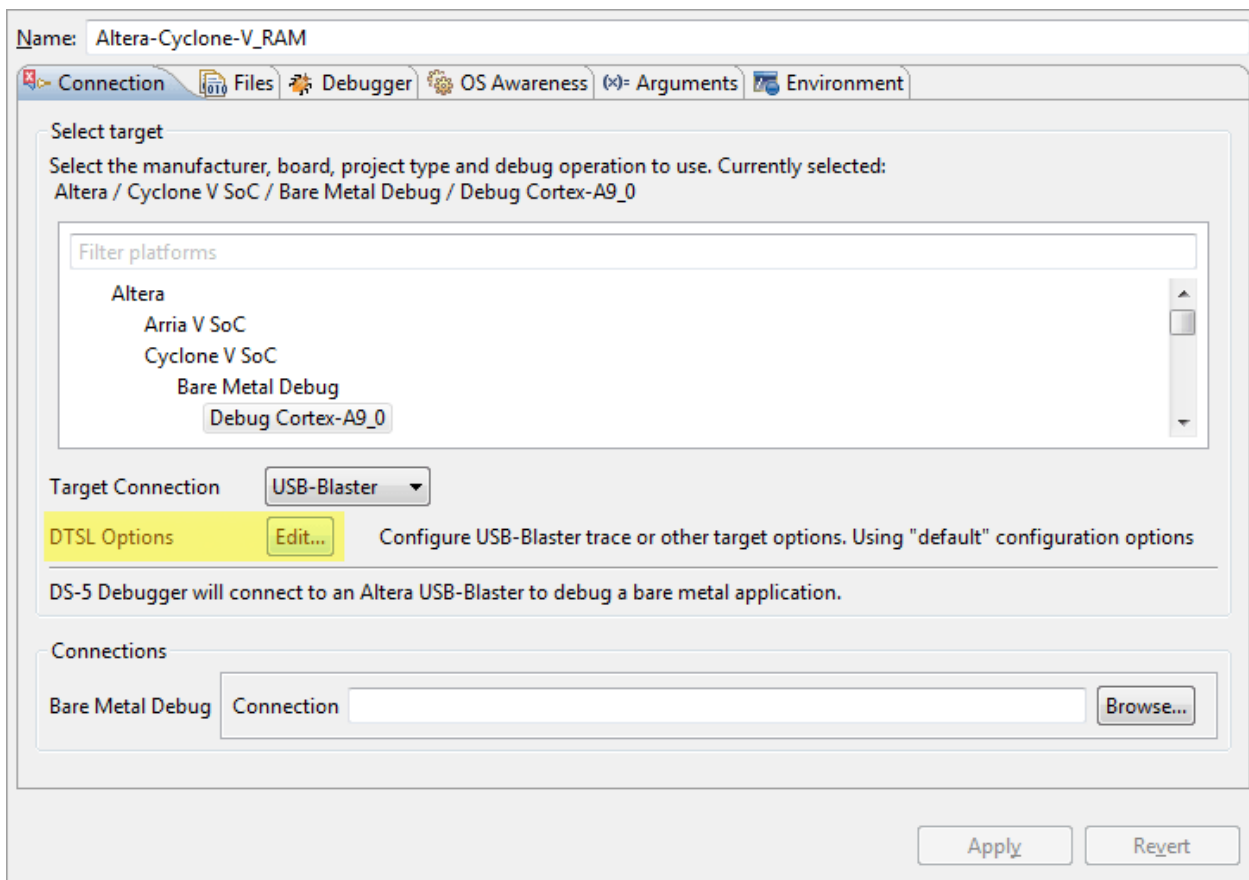 Name: Altera-Cyclone-V_RAM
Connection Files Debugger OS Awareness (x)= Arguments Environment
Select target
Select the manufacturer, board, project type and debug operation to use. Currently selected:
Altera / Cyclone V SoC / Bare Metal Debug / Debug Cortex-A9_0
Filter platforms
Altera
Arria V SoC
Cyclone V SoC
Bare Metal Debug
Debug Cortex-A9_0
Target Connection USB-Blaster
DTSL Options Edit... Configure USB-Blaster trace or other target options. Using "default" configuration options
DS-5 Debugger will connect to an Altera USB-Blaster to debug a bare metal application.
Connections
Bare Metal Debug Connection Browse...
Apply Revert